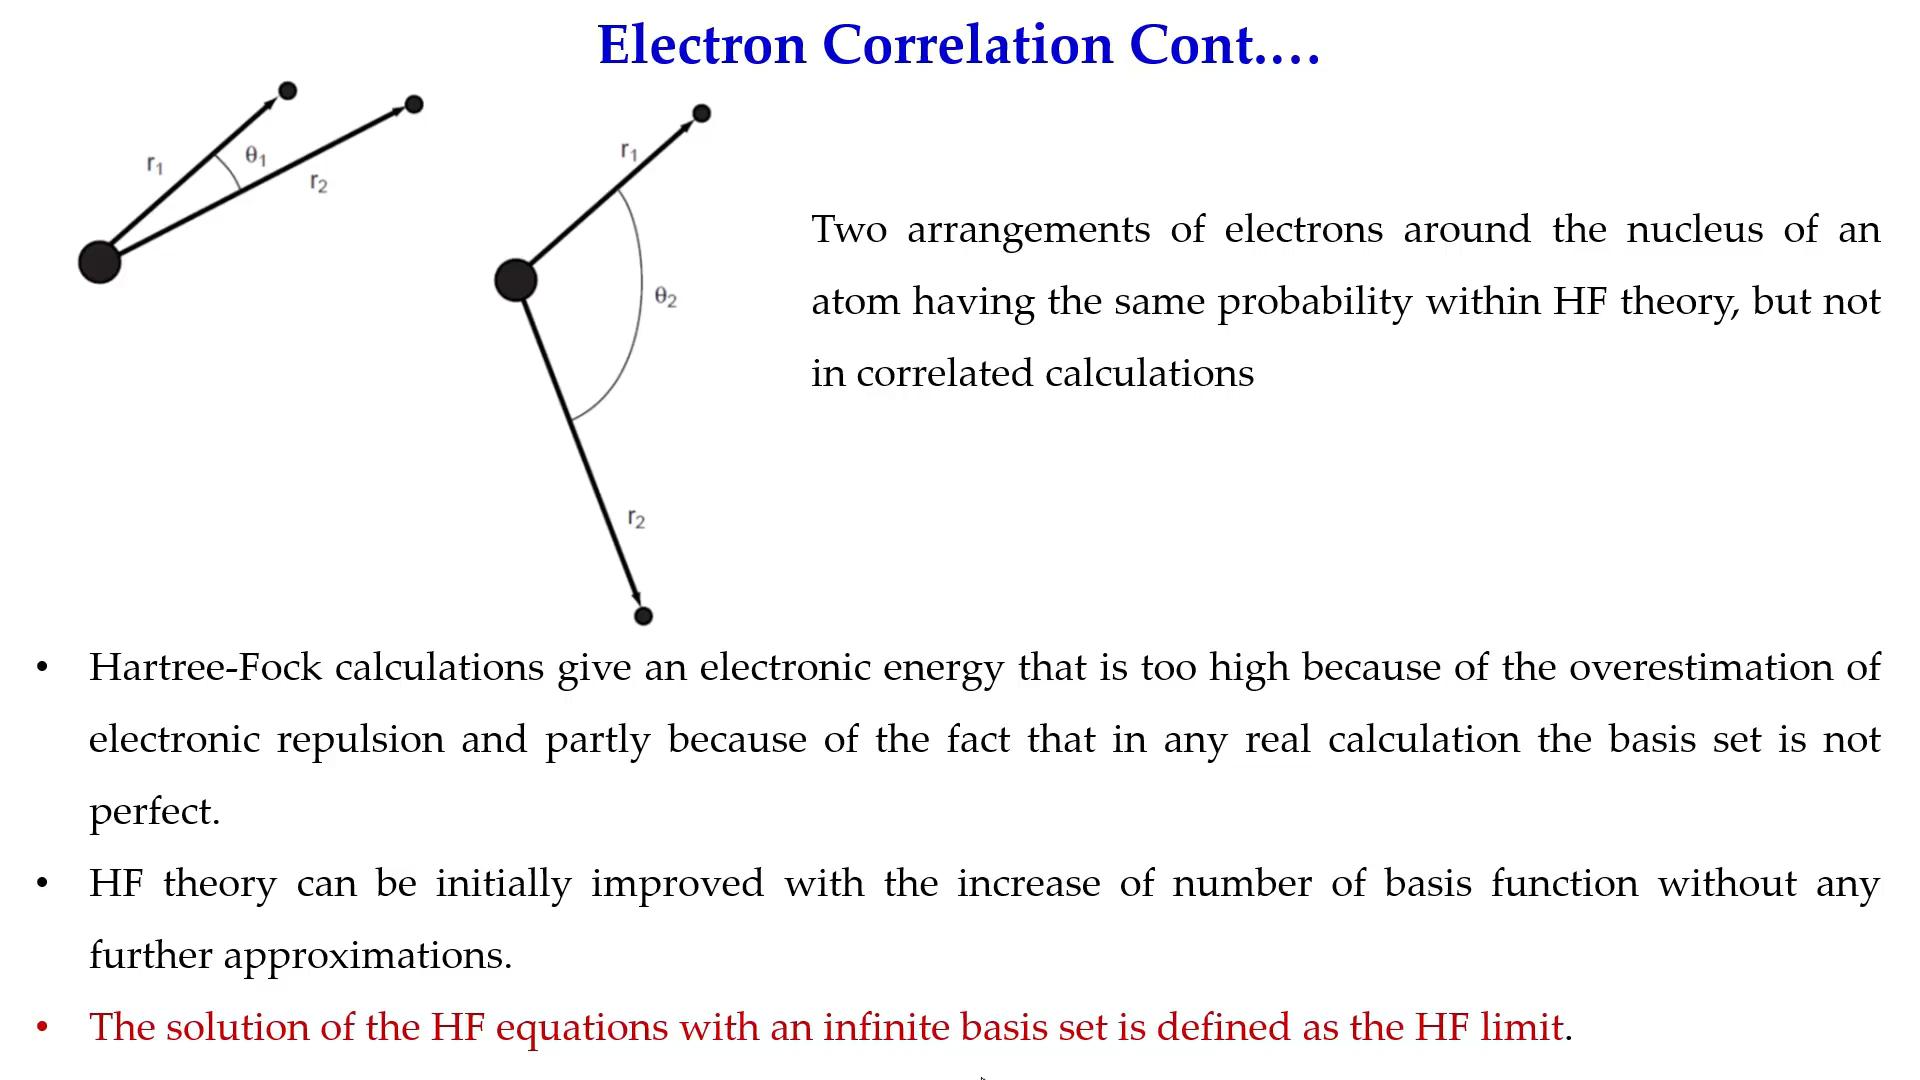 Electron Correlation Cont.…
r₁
θ₁
r₂
r₁
θ₂
r₂
Two arrangements of electrons around the nucleus of an
atom having the same probability within HF theory, but not
in correlated calculations
• Hartree-Fock calculations give an electronic energy that is too high because of the overestimation of
electronic repulsion and partly because of the fact that in any real calculation the basis set is not
perfect.
• HF theory can be initially improved with the increase of number of basis function without any
further approximations.
• The solution of the HF equations with an infinite basis set is defined as the HF limit.